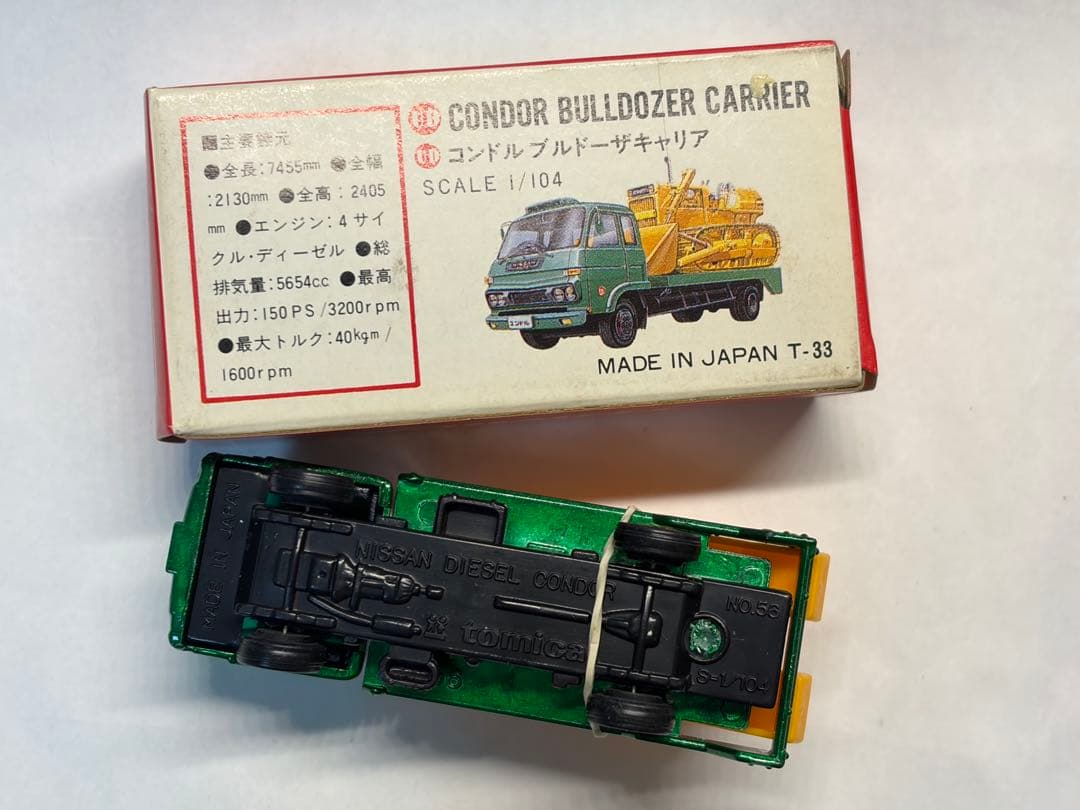 主要諸元
●全長:7455mm ●全幅
:2130mm ●全高:2405
mm ●エンジン:4サイ
クル・ディーゼル ●総
排気量:5654cc ●最高
出力:150PS/3200rpm
●最大トルク:40kgm/
1600rpm
CONDOR BULLDOZER CARRIER
コンドル ブルドーザキャリア
SCALE 1/104
コンドル
MADE IN JAPAN T-33
MADE IN JAPAN
NISSAN DIESEL CONDOR
tomica
NO.56
S=1/104